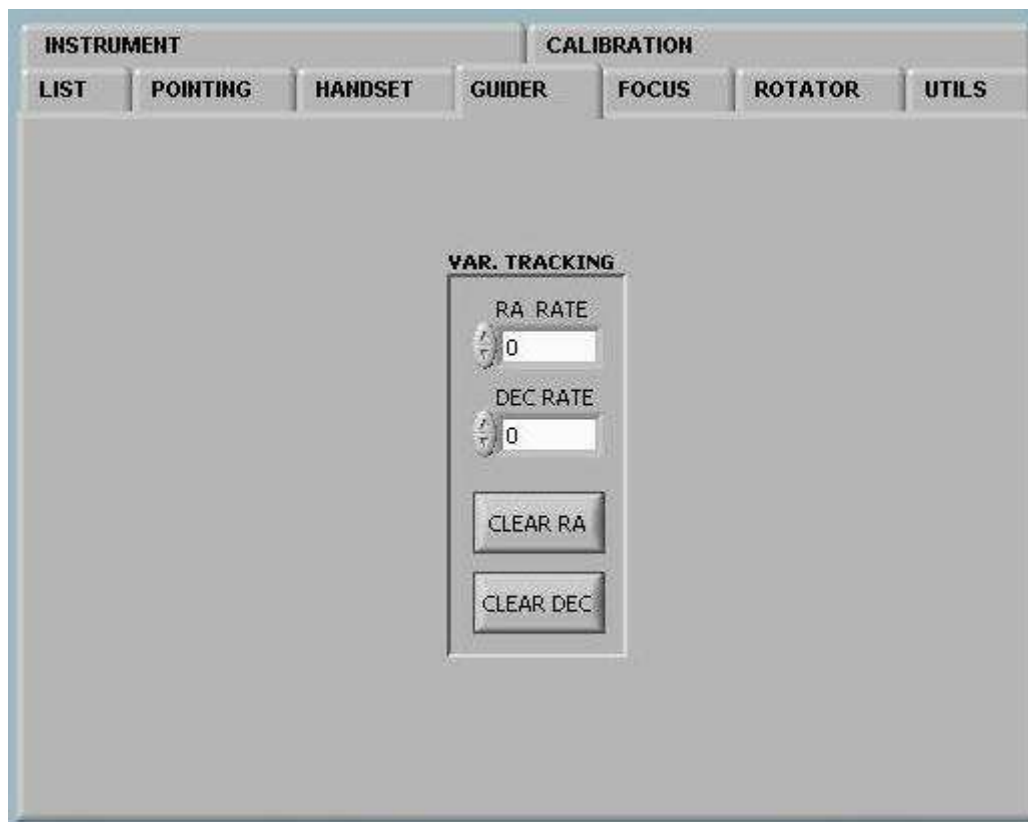 INSTRUMENT CALIBRATION
LIST POINTING HANDSET GUIDER FOCUS ROTATOR UTILS
VAR. TRACKING
RA RATE
0
DEC RATE
0
CLEAR RA
CLEAR DEC